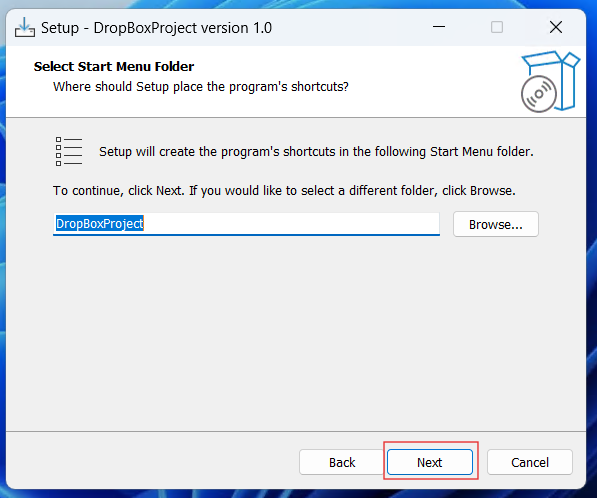 Setup - DropBoxProject version 1.0
Select Start Menu Folder
Where should Setup place the program's shortcuts?
Setup will create the program's shortcuts in the following Start Menu folder.
To continue, click Next. If you would like to select a different folder, click Browse.
DropBoxProject
Browse...
Back
Next
Cancel